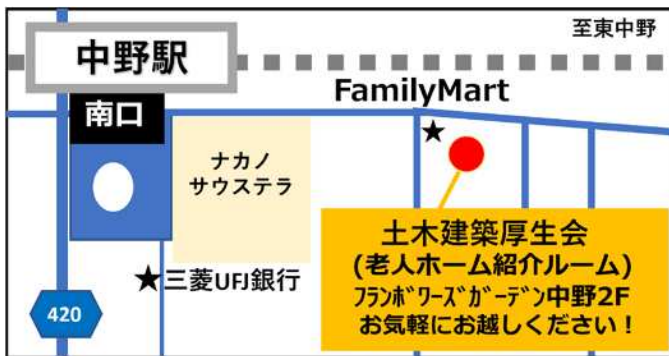 至東中野
中野駅
FamilyMart
南口
★
ナカノ
サウステラ
土木建築厚生会
(老人ホーム紹介ルーム)
ﾌﾗﾝﾎﾞﾜｰｽﾞｶﾞｰﾃﾞﾝ中野2F
お気軽にお越しください！
★三菱UFJ銀行
420